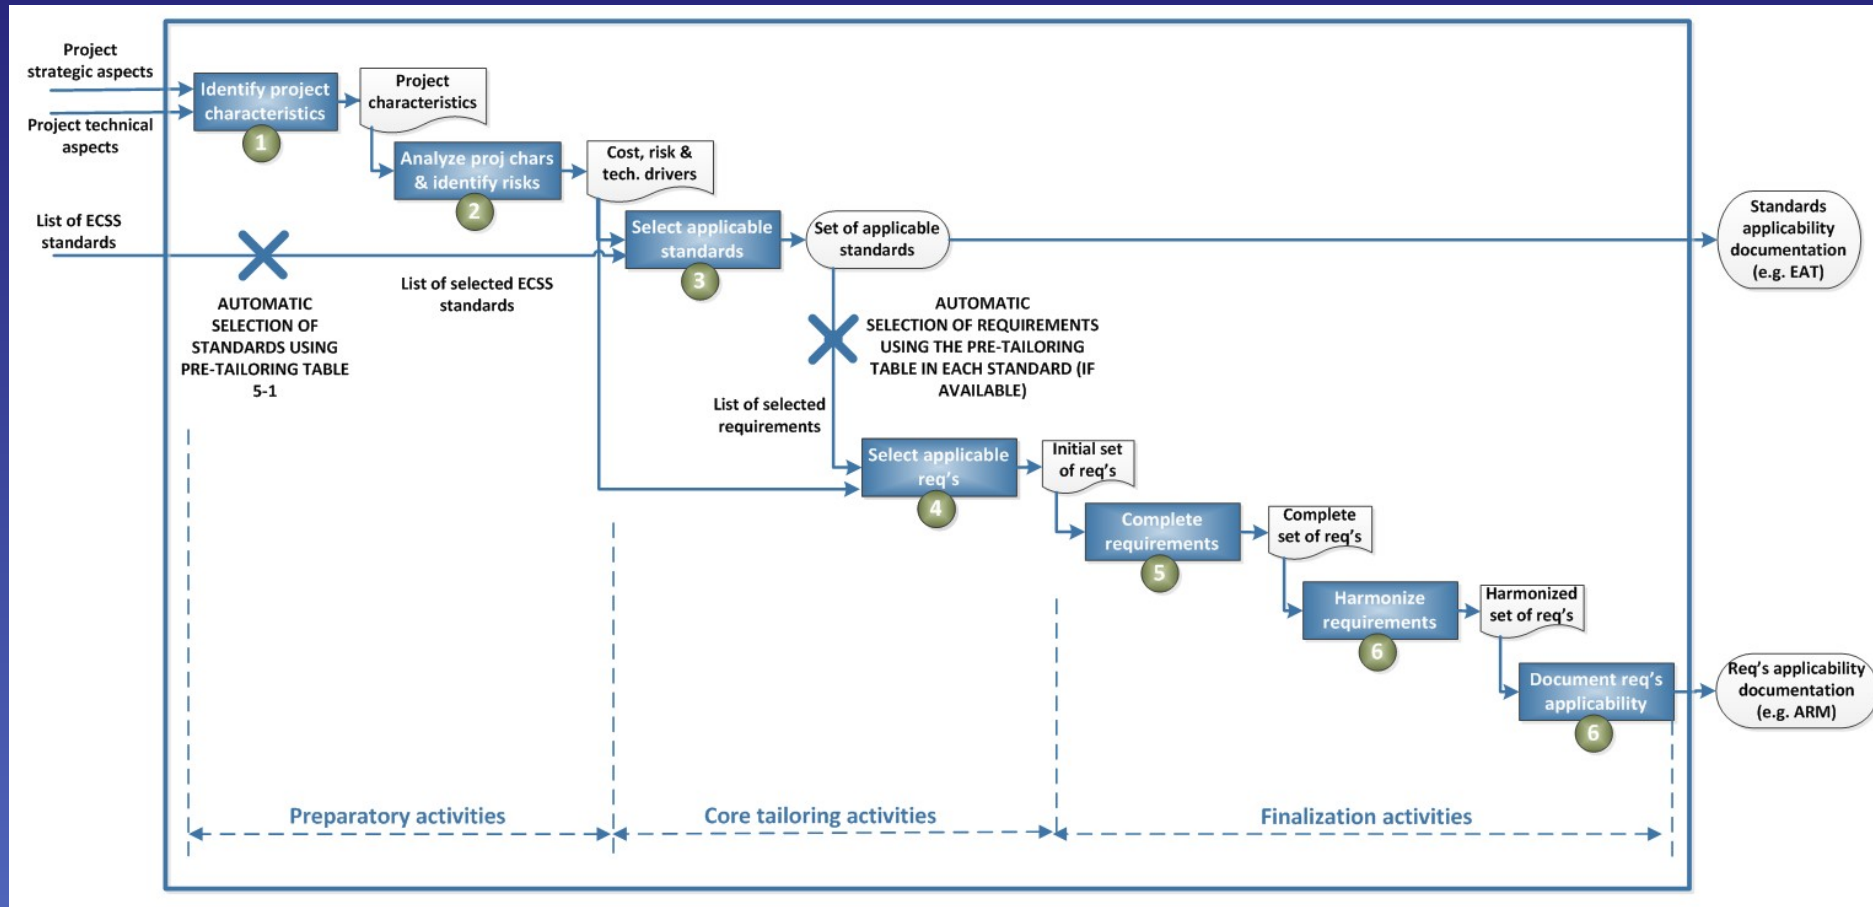 Project
strategic aspects
Project technical
aspects
Identify project
characteristics
1
Project
characteristics
Analyze proj chars
& identify risks
2
Cost, risk &
tech. drivers
List of ECSS
standards
AUTOMATIC
SELECTION OF
STANDARDS USING
PRE-TAILORING TABLE
5-1
List of selected ECSS
standards
Select applicable
standards
3
Set of applicable
standards
Standards
applicability
documentation
(e.g. EAT)
AUTOMATIC
SELECTION OF REQUIREMENTS
USING THE PRE-TAILORING
TABLE IN EACH STANDARD (IF
AVAILABLE)
List of selected
requirements
Select applicable
req's
4
Initial set
of req's
Complete
requirements
5
Complete
set of req's
Harmonize
requirements
6
Harmonized
set of req's
Document req's
applicability
6
Req's applicability
documentation
(e.g. ARM)
Preparatory activities
Core tailoring activities
Finalization activities